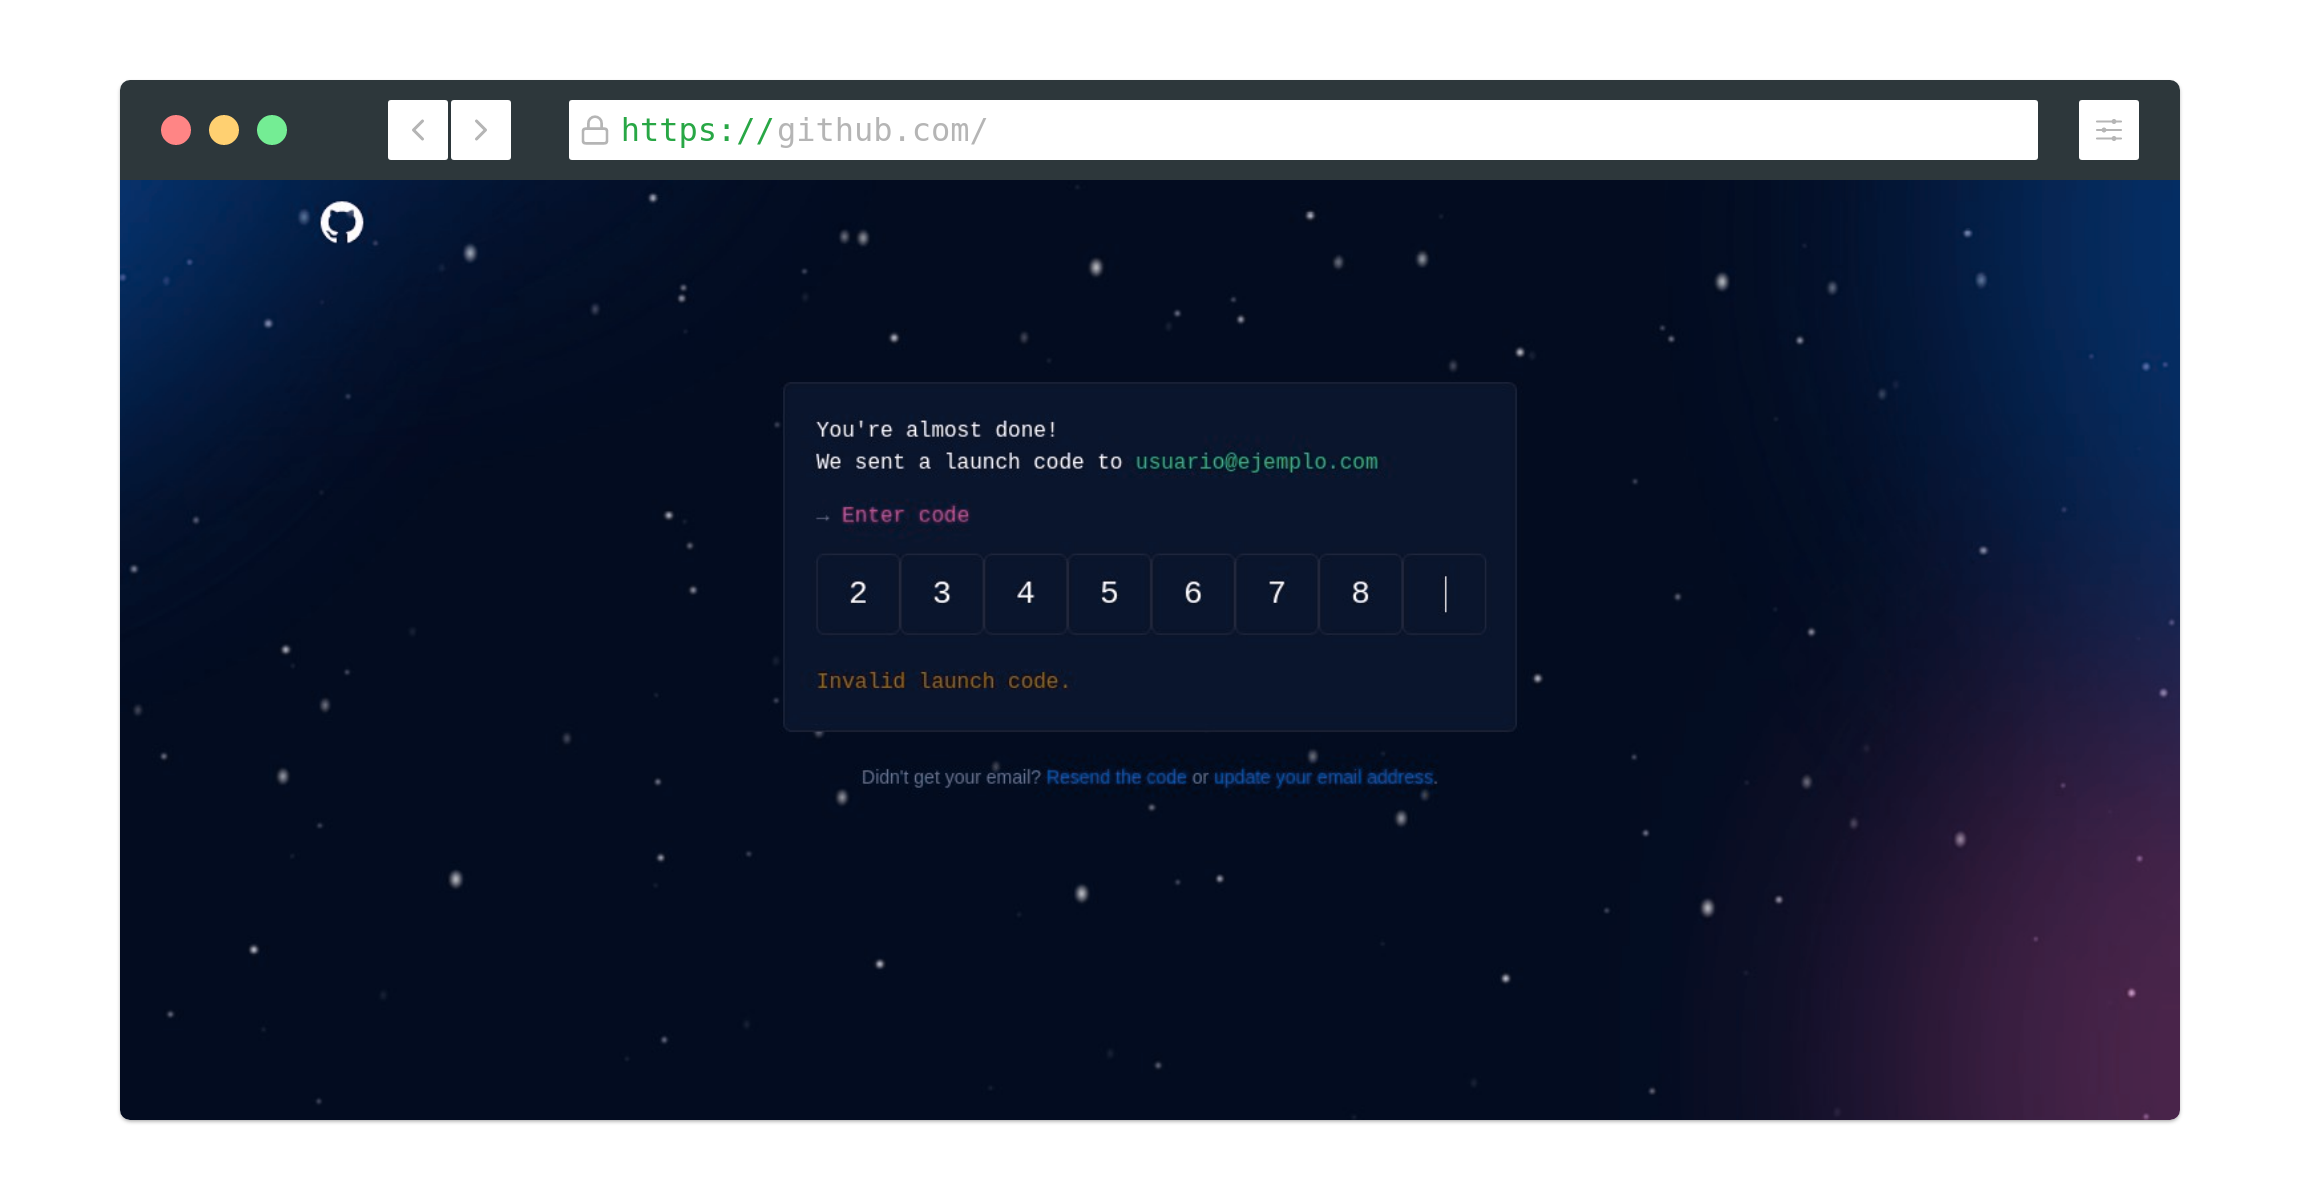 https://github.com/
You're almost done!
We sent a launch code to usuario@ejemplo.com
→ Enter code
2 3 4 5 6 7 8
Invalid launch code.
Didn't get your email? Resend the code or update your email address.